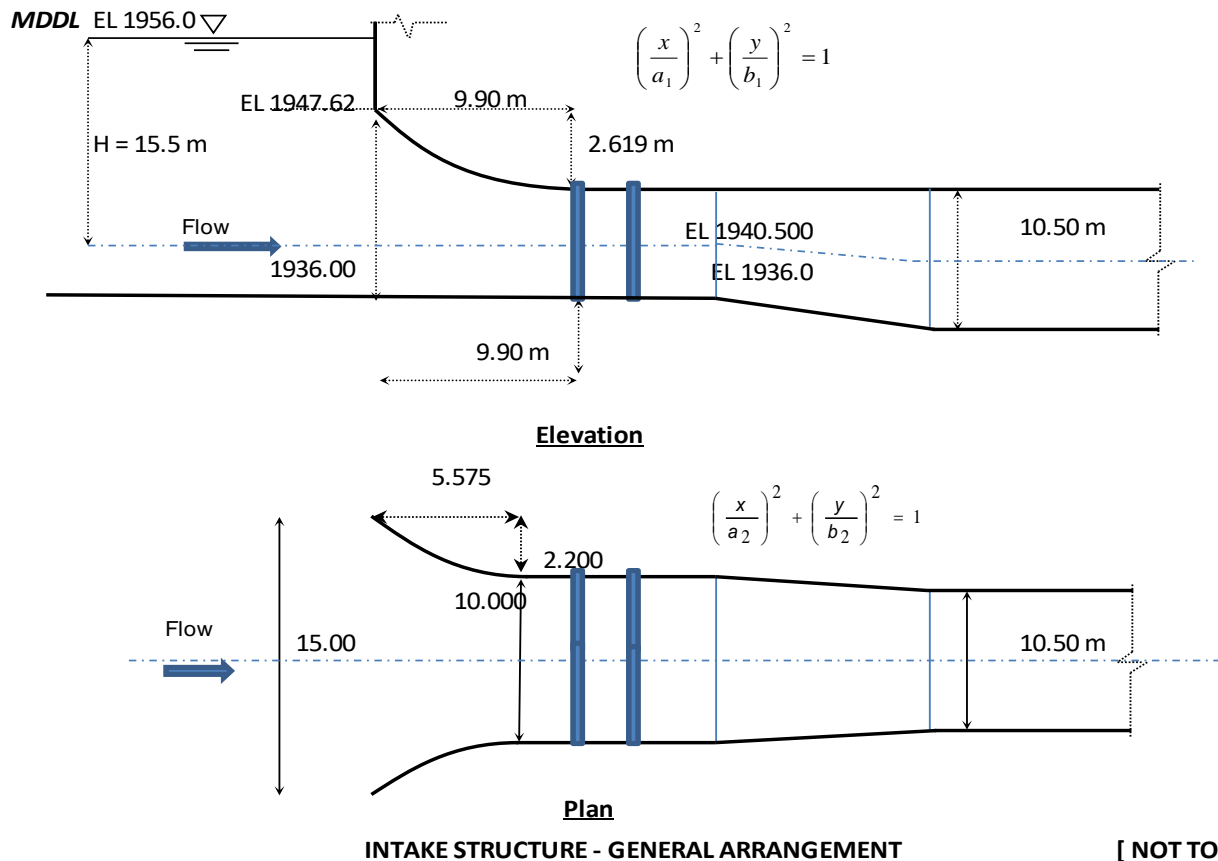 MDDL EL 1956.0
(x/a₁)² + (y/b₁)² = 1
EL 1947.62
9.90 m
H = 15.5 m
2.619 m
Flow
EL 1940.500
10.50 m
1936.00
EL 1936.0
9.90 m
Elevation
5.575
(x/a₂)² + (y/b₂)² = 1
2.200
10.000
Flow
15.00
10.50 m
Plan
INTAKE STRUCTURE - GENERAL ARRANGEMENT [ NOT TO